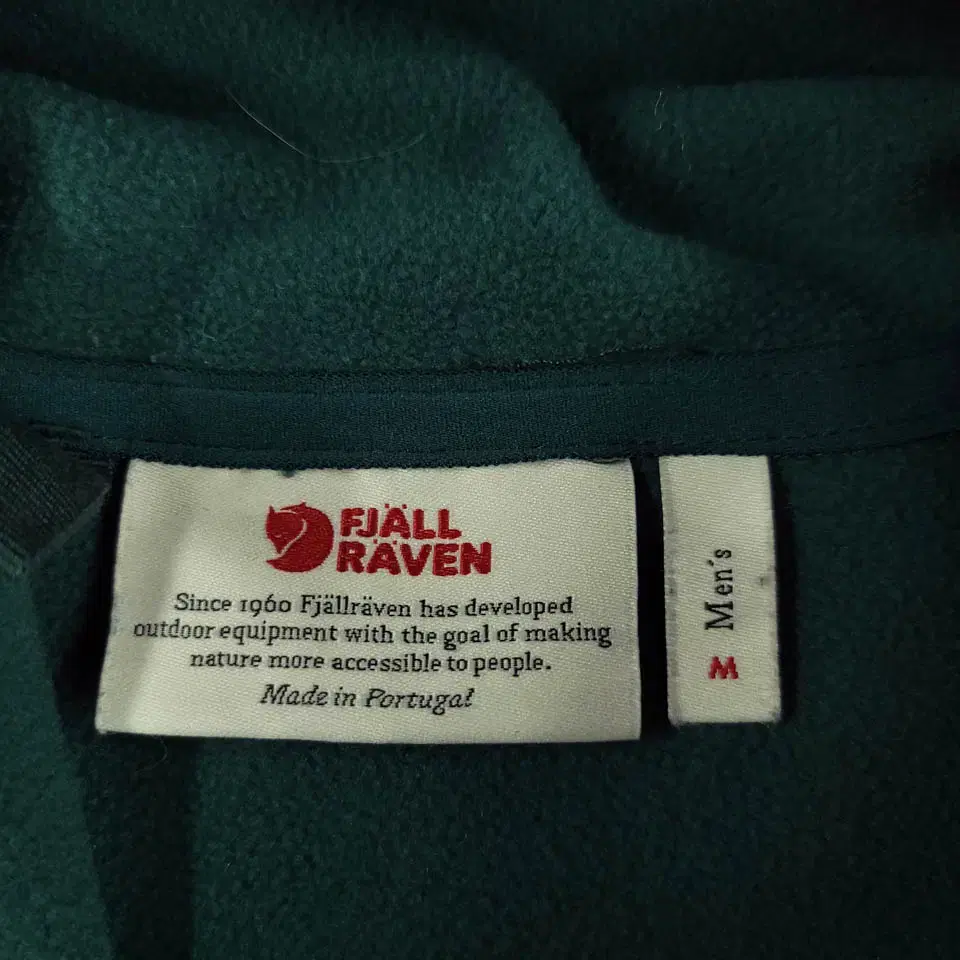 FJÄLL
RÄVEN
Since 1960 Fjällräven has developed
outdoor equipment with the goal of making
nature more accessible to people.
Made in Portugal
Men's
M